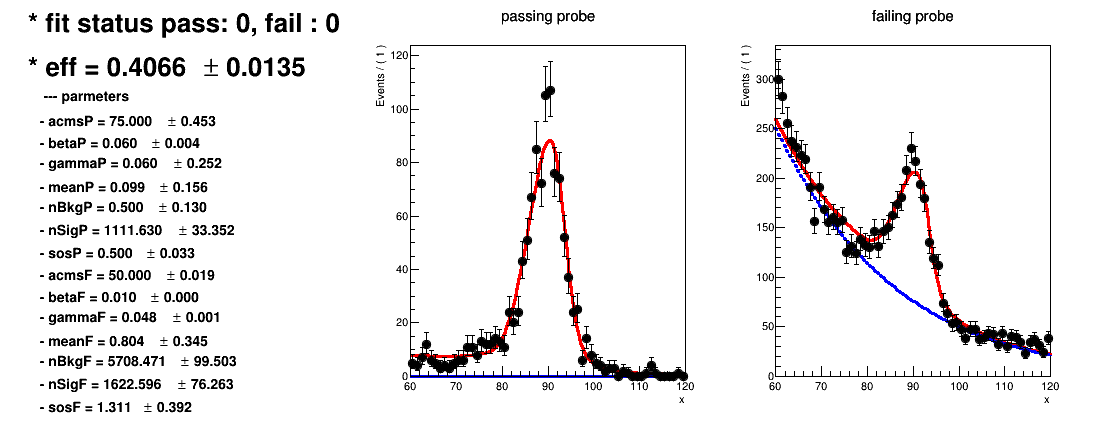 * fit status pass: 0, fail : 0
* eff = 0.4066 ± 0.0135
--- parmeters
- acmsP = 75.000 ± 0.453
- betaP = 0.060 ± 0.004
- gammaP = 0.060 ± 0.252
- meanP = 0.099 ± 0.156
- nBkgP = 0.500 ± 0.130
- nSigP = 1111.630 ± 33.352
- sosP = 0.500 ± 0.033
- acmsF = 50.000 ± 0.019
- betaF = 0.010 ± 0.000
- gammaF = 0.048 ± 0.001
- meanF = 0.804 ± 0.345
- nBkgF = 5708.471 ± 99.503
- nSigF = 1622.596 ± 76.263
- sosF = 1.311 ± 0.392
passing probe
Events / ( 1 )
120
100
80
60
40
20
0
60 70 80 90 100 110 120
x
failing probe
Events / ( 1 )
300
250
200
150
100
50
0
60 70 80 90 100 110 120
x